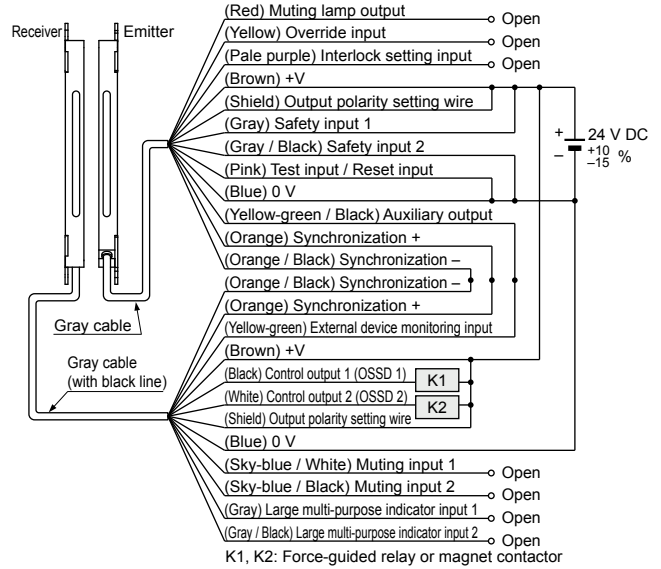 Receiver
Emitter
(Red) Muting lamp output
Open
(Yellow) Override input
Open
(Pale purple) Interlock setting input
Open
(Brown) +V
(Shield) Output polarity setting wire
(Gray) Safety input 1
(Gray / Black) Safety input 2
(Pink) Test input / Reset input
(Blue) 0 V
+
–
24 V DC
+10
–15 %
(Yellow-green / Black) Auxiliary output
(Orange) Synchronization +
(Orange / Black) Synchronization –
(Orange / Black) Synchronization –
(Orange) Synchronization +
(Yellow-green) External device monitoring input
(Brown) +V
(Black) Control output 1 (OSSD 1)
K1
(White) Control output 2 (OSSD 2)
K2
(Shield) Output polarity setting wire
(Blue) 0 V
(Sky-blue / White) Muting input 1
Open
(Sky-blue / Black) Muting input 2
Open
(Gray) Large multi-purpose indicator input 1
Open
(Gray / Black) Large multi-purpose indicator input 2
Open
Gray cable
Gray cable
(with black line)
K1, K2: Force-guided relay or magnet contactor